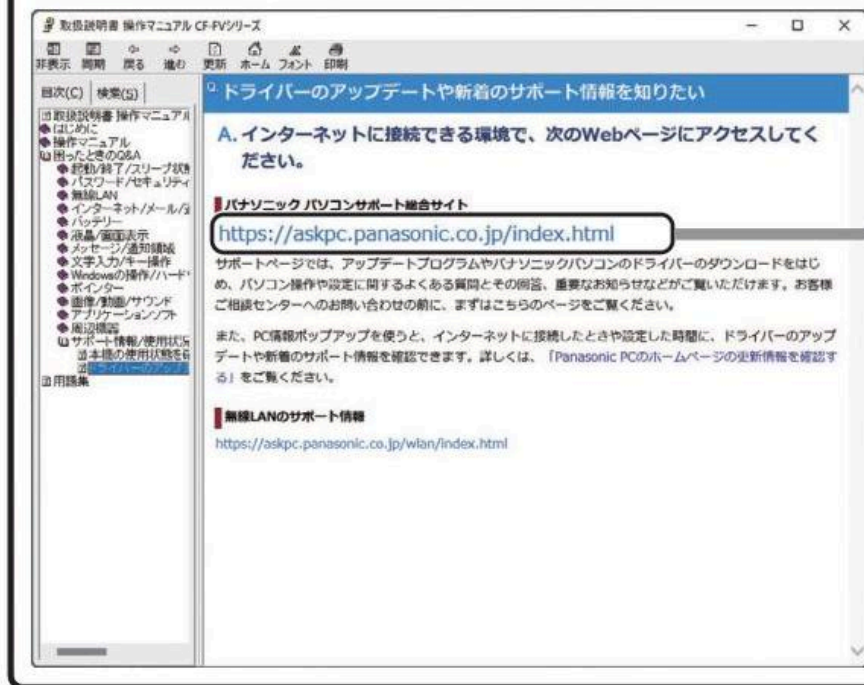 取扱説明書 操作マニュアル CF-FVシリーズ
非表示 同期 戻る 進む 更新 ホーム フォント 印刷
目次(C) 検索(S)
取扱説明書 操作マニュアル
はじめに
操作マニュアル
困ったときのQ&A
起動/終了/スリープ状態
パスワード/セキュリティ
無線LAN
インターネット/メール/
バッテリー
液晶/画面表示
メッセージ/通知領域
文字入力/キー操作
Windowsの操作/ハード
ポインター
画像/動画/サウンド
アプリケーションソフト
周辺機器
サポート情報/使用状況
本機の使用状態を
ドライバーのアップ
用語集
Q. ドライバーのアップデートや新着のサポート情報を知りたい
A. インターネットに接続できる環境で、次のWebページにアクセスしてく
ださい。
パナソニック パソコンサポート総合サイト
https://askpc.panasonic.co.jp/index.html
サポートページでは、アップデートプログラムやパナソニックパソコンのドライバーのダウンロードをはじ
め、パソコン操作や設定に関するよくある質問とその回答、重要なお知らせなどがご覧いただけます。お客様
ご相談センターへのお問い合わせの前に、まずはこちらのページをご覧ください。
また、PC情報ポップアップを使うと、インターネットに接続したときや設定した時間に、ドライバーのアップ
デートや新着のサポート情報を確認できます。詳しくは、「Panasonic PCのホームページの更新情報を確認す
る」をご覧ください。
無線LANのサポート情報
https://askpc.panasonic.co.jp/wlan/index.html